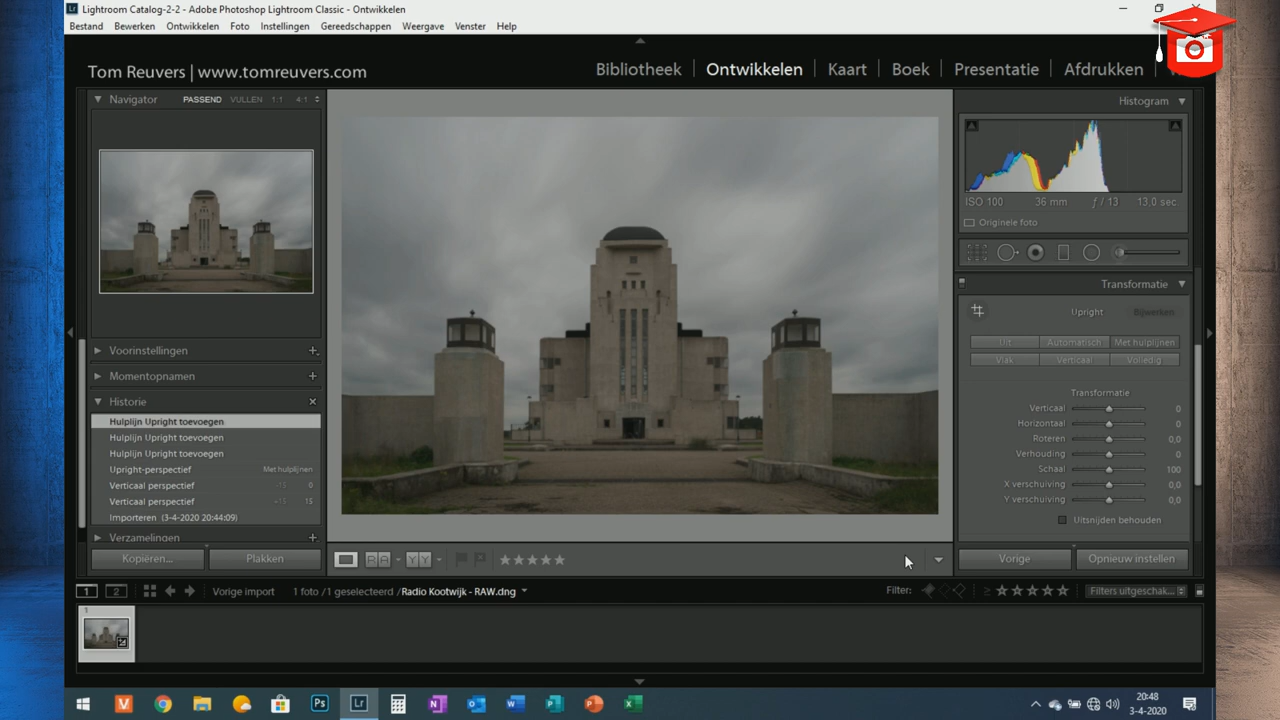 Lightroom Catalog-2-2 - Adobe Photoshop Lightroom Classic - Ontwikkelen
Bestand Bewerken Ontwikkelen Foto Instellingen Gereedschappen Weergave Venster Help
Tom Reuvers | www.tomreuvers.com
Bibliotheek | Ontwikkelen | Kaart | Boek | Presentatie | Afdrukken |
Navigator PASSEND VULLEN 1:1 4:1
Histogram
ISO 100 36 mm ƒ / 13 13,0 sec
Originele foto
Transformatie
Upright Bijwerken
Uit Automatisch Met hulplijnen
Vlak Verticaal Volledig
Transformatie
Verticaal 0
Horizontaal 0
Roteren 0,0
Verhouding 0
Schaal 100
X verschuiving 0,0
Y verschuiving 0,0
Uitsnijden behouden
Voorinstellingen
Momentopnamen
Historie
Hulplijn Upright toevoegen
Hulplijn Upright toevoegen
Hulplijn Upright toevoegen
Upright-perspectief Met hulplijnen
Verticaal perspectief -15 0
Verticaal perspectief +15 15
Importeren (3-4-2020 20:44:09)
Verzamelingen
Kopiëren... Plakken
Vorige Opnieuw instellen
1 2 Vorige import 1 foto /1 geselecteerd /Radio Kootwijk - RAW.dng
Filter: Filters uitgeschak...
1
20:48
3-4-2020